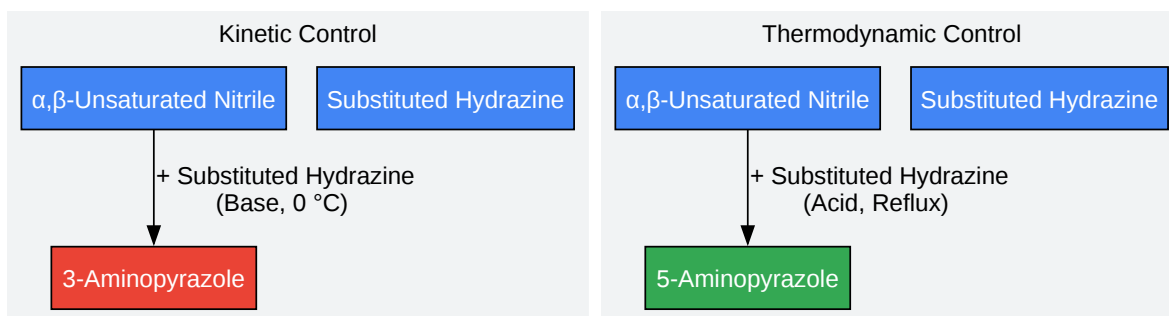 Kinetic Control
α,β-Unsaturated Nitrile
Substituted Hydrazine
+ Substituted Hydrazine
(Base, 0 °C)
3-Aminopyrazole
Thermodynamic Control
α,β-Unsaturated Nitrile
Substituted Hydrazine
+ Substituted Hydrazine
(Acid, Reflux)
5-Aminopyrazole